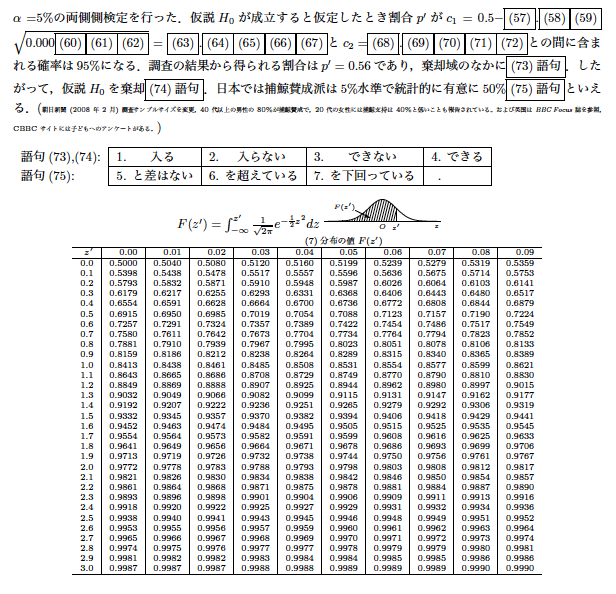 α =5%の両側側検定を行った．仮説 H₀ が成立すると仮定したとき割合 p′ が c₁ = 0.5−(57).(58)(59)
√0.000(60)(61)(62) = (63).(64)(65)(66)(67)と c₂ = (68).(69)(70)(71)(72)との間に含ま
れる確率は 95%になる．調査の結果から得られる割合は p′ = 0.56 であり，棄却域のなかに(73) 語句．した
がって，仮説 H₀ を棄却(74) 語句．日本では捕鯨賛成派は 5%水準で統計的に有意に 50%(75) 語句といえ
る．(朝日新聞 (2008 年 2 月) 調査サンプルサイズを変更，40 代以上の男性の 80%が捕鯨賛成で，20 代の女性には捕鯨支持は 40%と低いことも報告されている．および英国は BBC Focus 誌を参照，
CBBC サイトには子どもへのアンケートがある．)
語句 (73),(74): 1. 入る 2. 入らない 3. できない 4. できる
語句 (75): 5. と差はない 6. を超えている 7. を下回っている .
F(z′) = ∫_{−∞}^{z′} 1/√2π e^{−½z²} dz
F(z′) O z′ z
(7) 分布の値 F(z′)
z′ 0.00 0.01 0.02 0.03 0.04 0.05 0.06 0.07 0.08 0.09
0.0 0.5000 0.5040 0.5080 0.5120 0.5160 0.5199 0.5239 0.5279 0.5319 0.5359
0.1 0.5398 0.5438 0.5478 0.5517 0.5557 0.5596 0.5636 0.5675 0.5714 0.5753
0.2 0.5793 0.5832 0.5871 0.5910 0.5948 0.5987 0.6026 0.6064 0.6103 0.6141
0.3 0.6179 0.6217 0.6255 0.6293 0.6331 0.6368 0.6406 0.6443 0.6480 0.6517
0.4 0.6554 0.6591 0.6628 0.6664 0.6700 0.6736 0.6772 0.6808 0.6844 0.6879
0.5 0.6915 0.6950 0.6985 0.7019 0.7054 0.7088 0.7123 0.7157 0.7190 0.7224
0.6 0.7257 0.7291 0.7324 0.7357 0.7389 0.7422 0.7454 0.7486 0.7517 0.7549
0.7 0.7580 0.7611 0.7642 0.7673 0.7704 0.7734 0.7764 0.7794 0.7823 0.7852
0.8 0.7881 0.7910 0.7939 0.7967 0.7995 0.8023 0.8051 0.8078 0.8106 0.8133
0.9 0.8159 0.8186 0.8212 0.8238 0.8264 0.8289 0.8315 0.8340 0.8365 0.8389
1.0 0.8413 0.8438 0.8461 0.8485 0.8508 0.8531 0.8554 0.8577 0.8599 0.8621
1.1 0.8643 0.8665 0.8686 0.8708 0.8729 0.8749 0.8770 0.8790 0.8810 0.8830
1.2 0.8849 0.8869 0.8888 0.8907 0.8925 0.8944 0.8962 0.8980 0.8997 0.9015
1.3 0.9032 0.9049 0.9066 0.9082 0.9099 0.9115 0.9131 0.9147 0.9162 0.9177
1.4 0.9192 0.9207 0.9222 0.9236 0.9251 0.9265 0.9279 0.9292 0.9306 0.9319
1.5 0.9332 0.9345 0.9357 0.9370 0.9382 0.9394 0.9406 0.9418 0.9429 0.9441
1.6 0.9452 0.9463 0.9474 0.9484 0.9495 0.9505 0.9515 0.9525 0.9535 0.9545
1.7 0.9554 0.9564 0.9573 0.9582 0.9591 0.9599 0.9608 0.9616 0.9625 0.9633
1.8 0.9641 0.9649 0.9656 0.9664 0.9671 0.9678 0.9686 0.9693 0.9699 0.9706
1.9 0.9713 0.9719 0.9726 0.9732 0.9738 0.9744 0.9750 0.9756 0.9761 0.9767
2.0 0.9772 0.9778 0.9783 0.9788 0.9793 0.9798 0.9803 0.9808 0.9812 0.9817
2.1 0.9821 0.9826 0.9830 0.9834 0.9838 0.9842 0.9846 0.9850 0.9854 0.9857
2.2 0.9861 0.9864 0.9868 0.9871 0.9875 0.9878 0.9881 0.9884 0.9887 0.9890
2.3 0.9893 0.9896 0.9898 0.9901 0.9904 0.9906 0.9909 0.9911 0.9913 0.9916
2.4 0.9918 0.9920 0.9922 0.9925 0.9927 0.9929 0.9931 0.9932 0.9934 0.9936
2.5 0.9938 0.9940 0.9941 0.9943 0.9945 0.9946 0.9948 0.9949 0.9951 0.9952
2.6 0.9953 0.9955 0.9956 0.9957 0.9959 0.9960 0.9961 0.9962 0.9963 0.9964
2.7 0.9965 0.9966 0.9967 0.9968 0.9969 0.9970 0.9971 0.9972 0.9973 0.9974
2.8 0.9974 0.9975 0.9976 0.9977 0.9977 0.9978 0.9979 0.9979 0.9980 0.9981
2.9 0.9981 0.9982 0.9982 0.9983 0.9984 0.9984 0.9985 0.9985 0.9986 0.9986
3.0 0.9987 0.9987 0.9987 0.9988 0.9988 0.9989 0.9989 0.9989 0.9990 0.9990